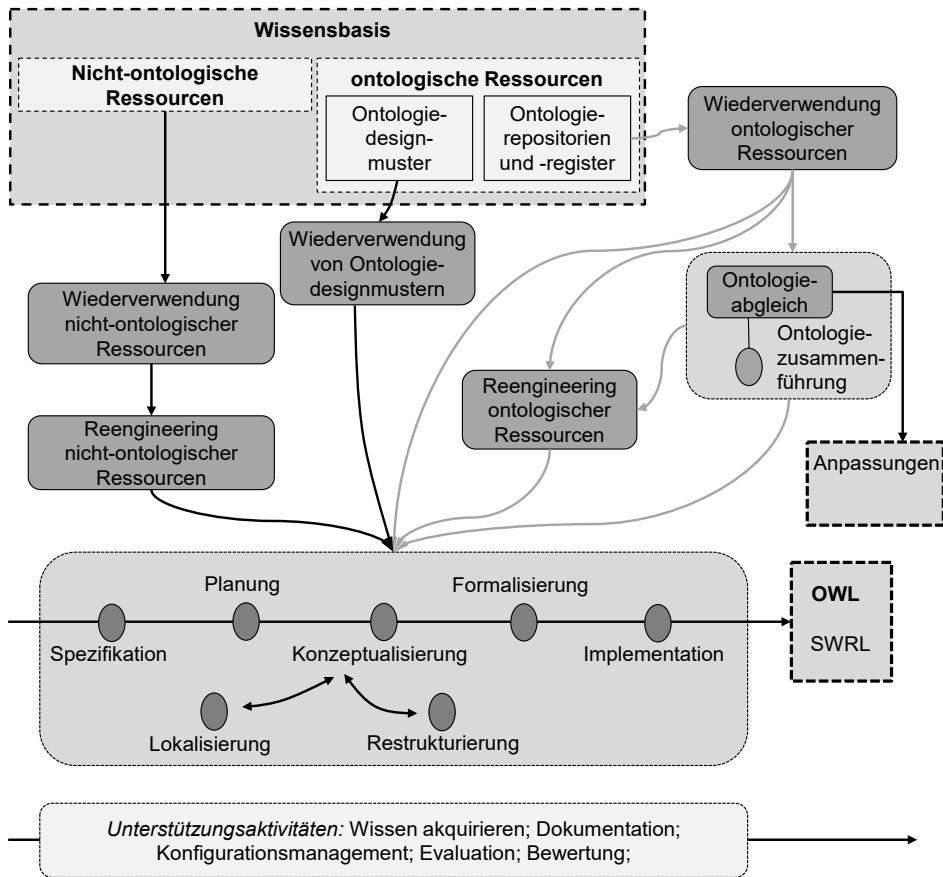 Wissensbasis
Nicht-ontologische
Ressourcen
ontologische Ressourcen
Ontologie-
design-
muster
Ontologie-
repositorien
und -register
Wiederverwendung
ontologischer
Ressourcen
Wiederverwendung
von Ontologie-
designmustern
Wiederverwendung
nicht-ontologischer
Ressourcen
Ontologie-
abgleich
Ontologie-
zusammen-
führung
Reengineering
ontologischer
Ressourcen
Reengineering
nicht-ontologischer
Ressourcen
Anpassungen
Planung
Formalisierung
Spezifikation
Konzeptualisierung
Implementation
OWL
SWRL
Lokalisierung
Restrukturierung
Unterstützungsaktivitäten: Wissen akquirieren; Dokumentation;
Konfigurationsmanagement; Evaluation; Bewertung;